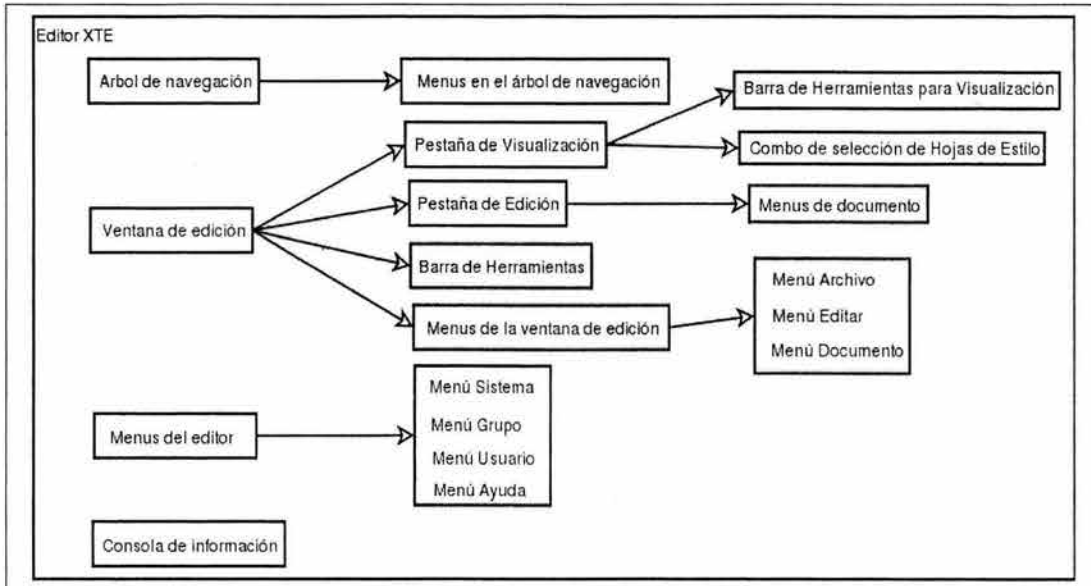 Editor XTE
Arbol de navegación
Menus en el árbol de navegación
Barra de Herramientas para Visualización
Pestaña de Visualización
Combo de selección de Hojas de Estilo
Pestaña de Edición
Menus de documento
Ventana de edición
Barra de Herramientas
Menú Archivo
Menú Editar
Menú Documento
Menus de la ventana de edición
Menú Sistema
Menú Grupo
Menú Usuario
Menú Ayuda
Menus del editor
Consola de información